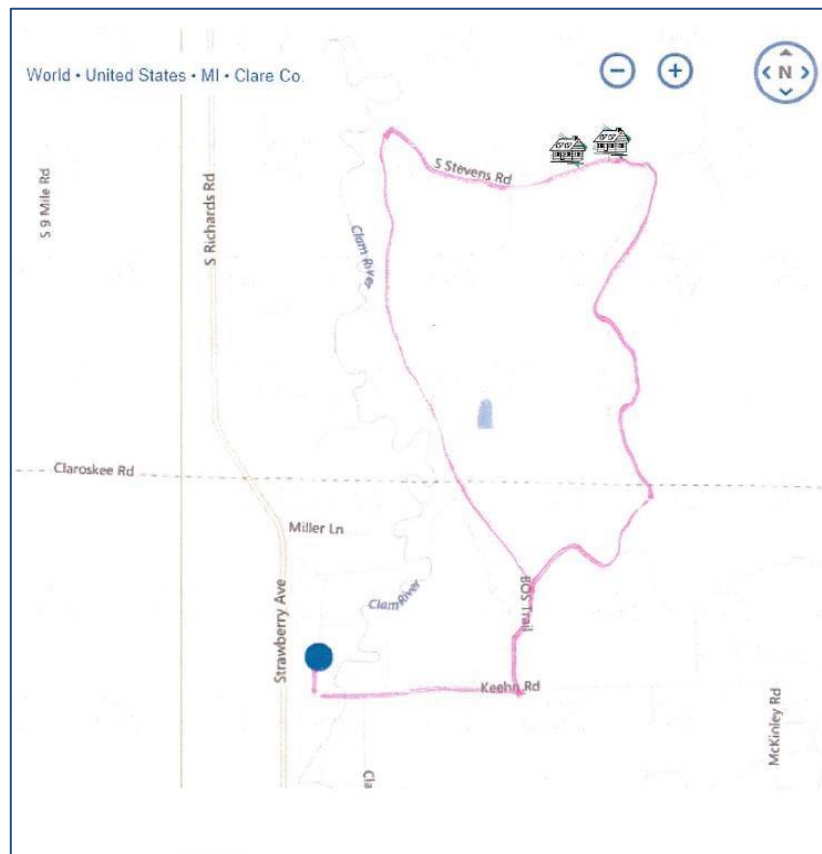 World • United States • MI • Clare Co.
N
S 9 Mile Rd
S Richards Rd
S Stevens Rd
Clam River
Claroskee Rd
Miller Ln
Clam River
BOS Trail
Strawberry Ave
Keehn Rd
McKinley Rd
Cla